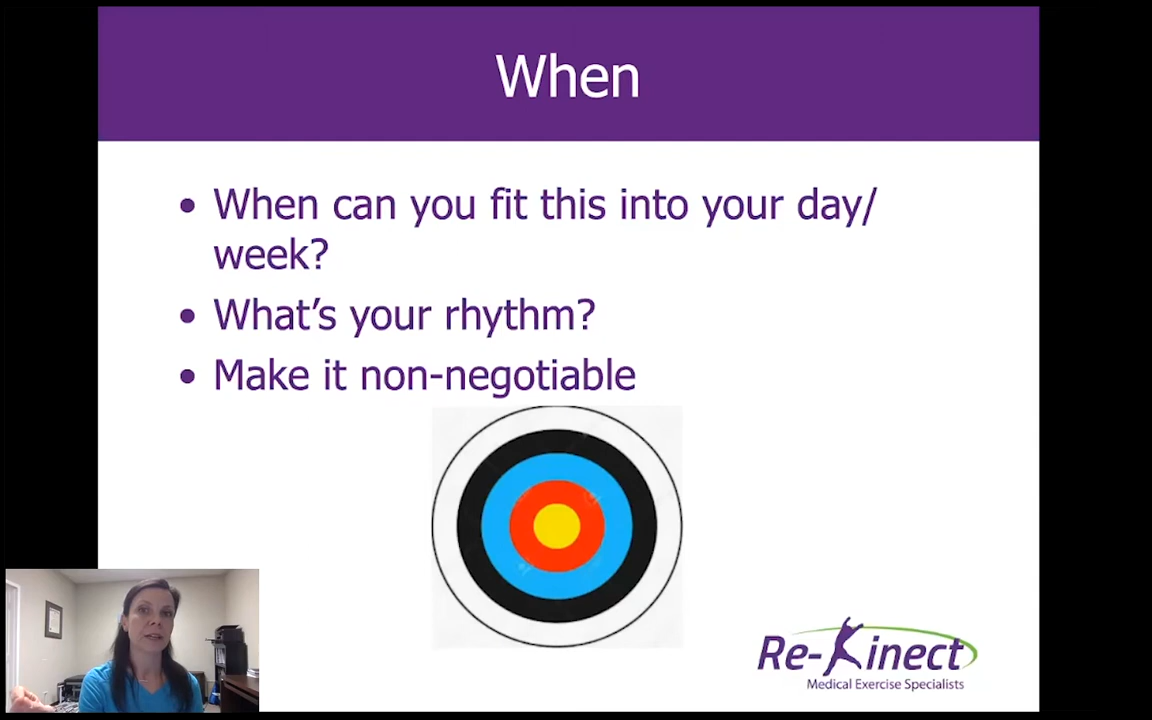 When
• When can you fit this into your day/
week?
• What's your rhythm?
• Make it non-negotiable
Re-Kinect
Medical Exercise Specialists